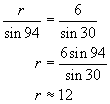 r/sin 94 = 6/sin 30
r = 6 sin 94/sin 30
r ≈ 12